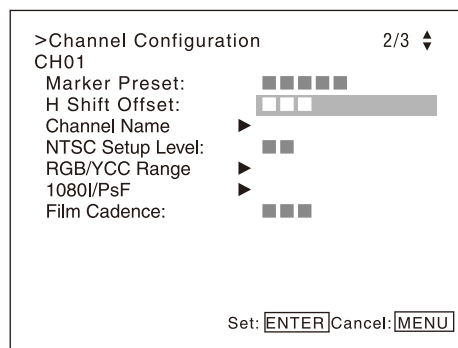 >Channel Configuration 2/3
CH01
Marker Preset: ■■■■■
H Shift Offset: □□□
Channel Name ►
NTSC Setup Level: ■■
RGB/YCC Range ►
1080I/PsF ►
Film Cadence: ■■■
Set: ENTER Cancel: MENU